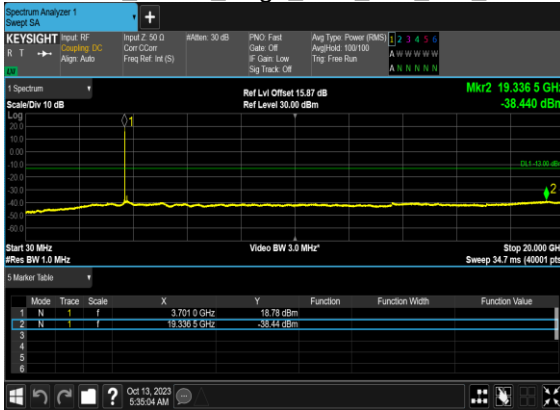 Spectrum Analyzer 1
Swept SA
KEYSIGHT
R T
Input: RF
Coupling: DC
Align: Auto
Input Z: 50 Ω
Corr CCorr
Freq Ref: Int (S)
#Atten: 30 dB
PNO: Fast
Gate: Off
IF Gain: Low
Sig Track: Off
Avg Type: Power (RMS)
Avg|Hold: 100/100
Trig: Free Run
1 2 3 4 5 6
A W W W W W
A N N N N N
1 Spectrum
Scale/Div 10 dB
Ref Lvl Offset 15.87 dB
Ref Level 30.00 dBm
Mkr2 19.336 5 GHz
-38.440 dBm
Log
1
20.0
10.0
0.00
-10.0
DL1 -13.00 dBm
-20.0
-30.0
2
-40.0
-50.0
-60.0
Start 30 MHz
#Res BW 1.0 MHz
Video BW 3.0 MHz*
Stop 20.000 GH
Sweep 34.7 ms (40001 pts
5 Marker Table
Mode Trace Scale X Y Function Function Width Function Value
1 N 1 f 3.701 0 GHz 18.78 dBm
2 N 1 f 19.336 5 GHz -38.44 dBm
3
4
5
6
? Oct 13, 2023
5:35:04 AM